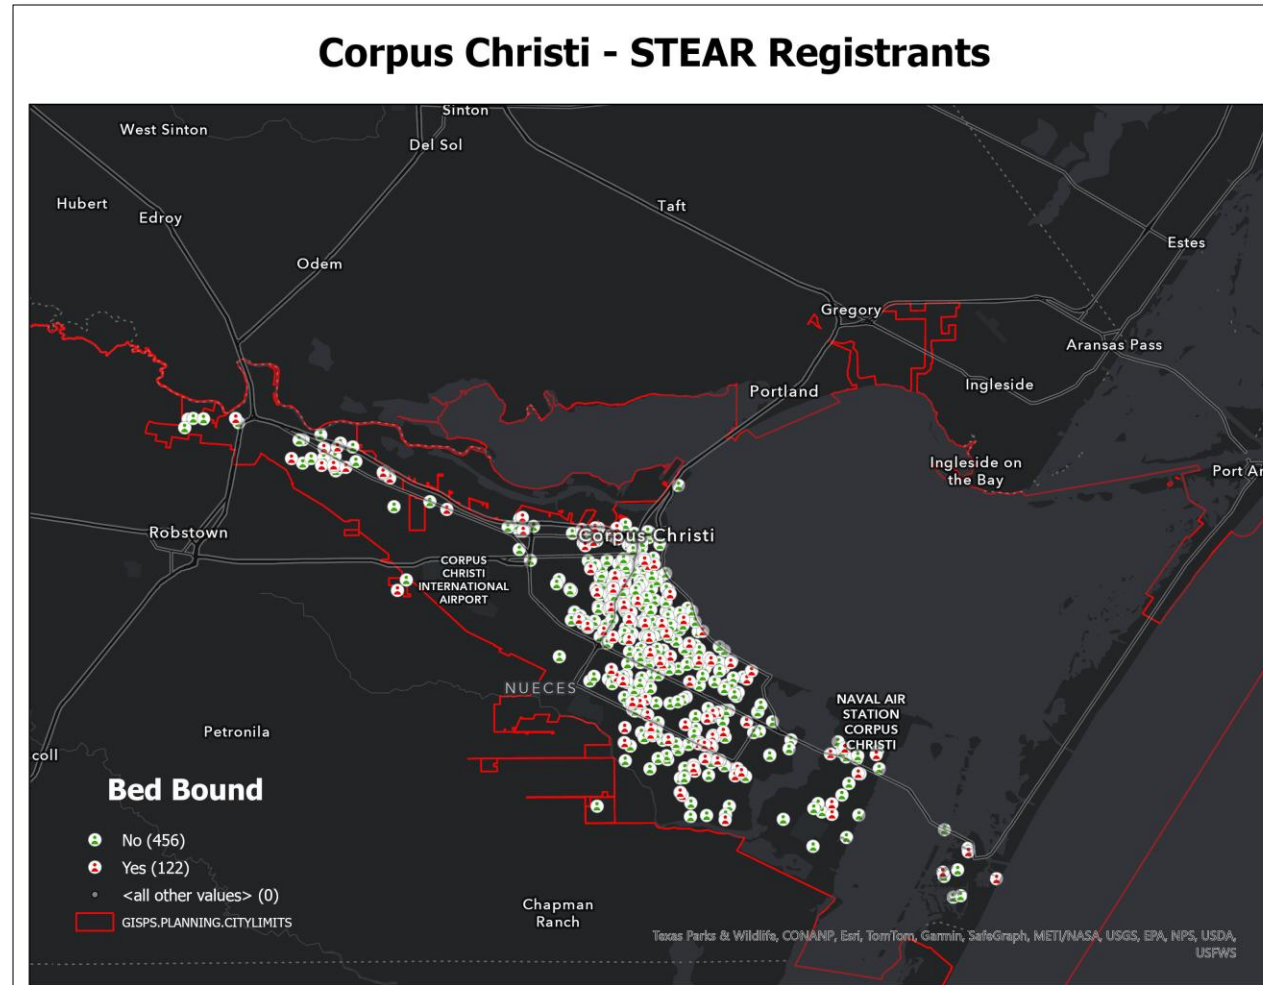 Corpus Christi - STEAR Registrants
Sinton
West Sinton
Del Sol
Hubert
Edroy
Taft
Estes
Odem
Gregory
Aransas Pass
Ingleside
Portland
Ingleside on
the Bay
Port Ar
Robstown
Corpus Christi
CORPUS
CHRISTI
INTERNATIONAL
AIRPORT
NUECES
NAVAL AIR
STATION
CORPUS
CHRISTI
Petronila
coll
Bed Bound
No (456)
Yes (122)
<all other values> (0)
GISPS.PLANNING.CITYLIMITS
Chapman
Ranch
Texas Parks & Wildlife, CONANP, Esri, TomTom, Garmin, SafeGraph, METI/NASA, USGS, EPA, NPS, USDA,
USFWS